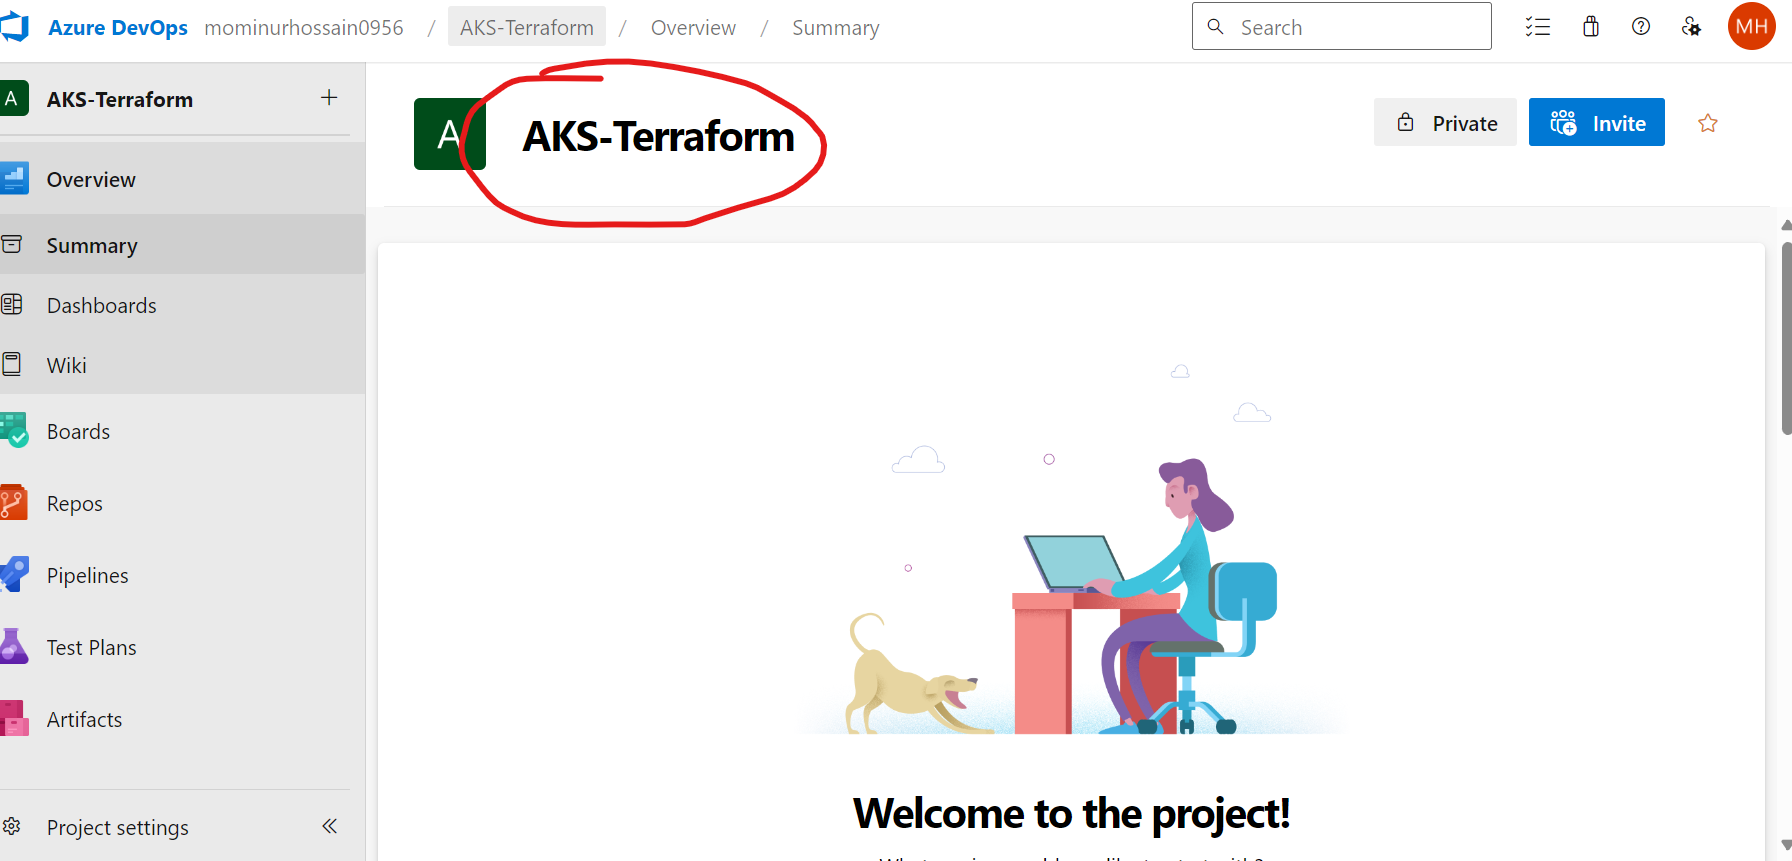 Azure DevOps mominurhossain0956 / AKS-Terraform / Overview / Summary
Search
MH
A AKS-Terraform +
A AKS-Terraform
Private
Invite
Overview
Summary
Dashboards
Wiki
Boards
Repos
Pipelines
Test Plans
Artifacts
Project settings
Welcome to the project!